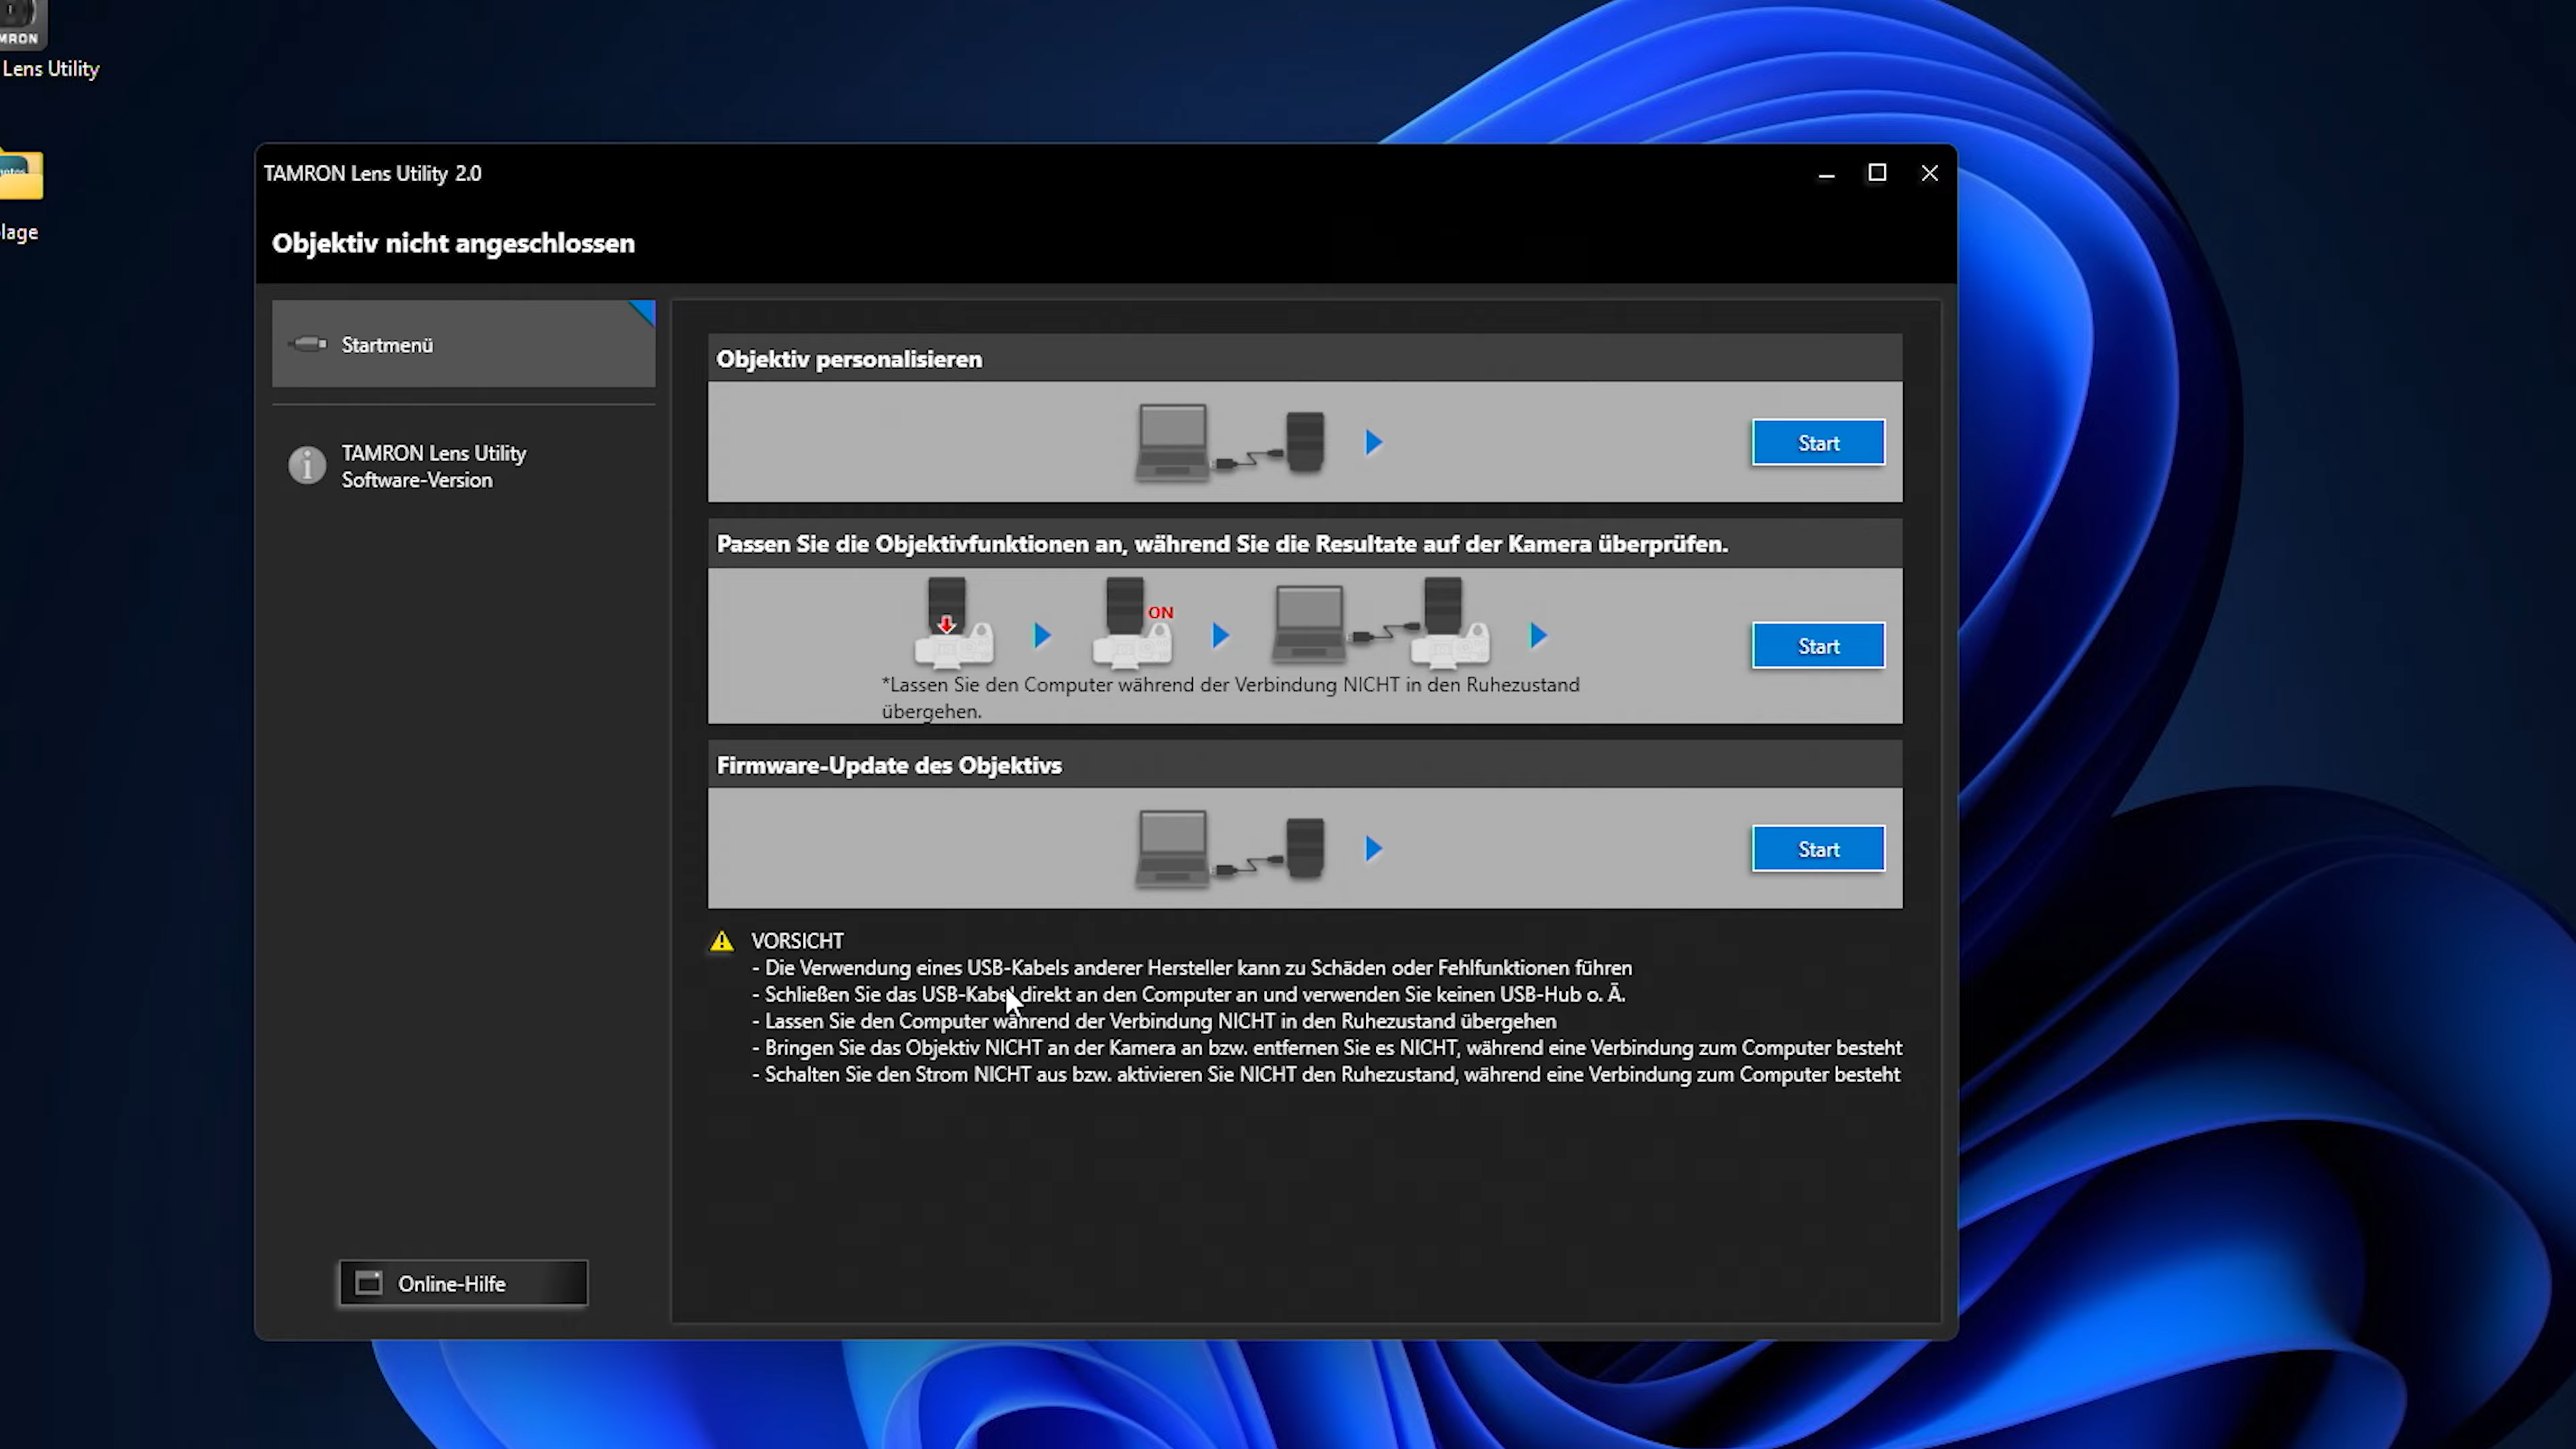 MRON
Lens Utility
lage
TAMRON Lens Utility 2.0
Objektiv nicht angeschlossen
Startmenü
TAMRON Lens Utility
Software-Version
Online-Hilfe
Objektiv personalisieren
Start
Passen Sie die Objektivfunktionen an, während Sie die Resultate auf der Kamera überprüfen.
ON
Start
*Lassen Sie den Computer während der Verbindung NICHT in den Ruhezustand
übergehen.
Firmware-Update des Objektivs
Start
VORSICHT
- Die Verwendung eines USB-Kabels anderer Hersteller kann zu Schäden oder Fehlfunktionen führen
- Schließen Sie das USB-Kabel direkt an den Computer an und verwenden Sie keinen USB-Hub o. Ä.
- Lassen Sie den Computer während der Verbindung NICHT in den Ruhezustand übergehen
- Bringen Sie das Objektiv NICHT an der Kamera an bzw. entfernen Sie es NICHT, während eine Verbindung zum Computer besteht
- Schalten Sie den Strom NICHT aus bzw. aktivieren Sie NICHT den Ruhezustand, während eine Verbindung zum Computer besteht